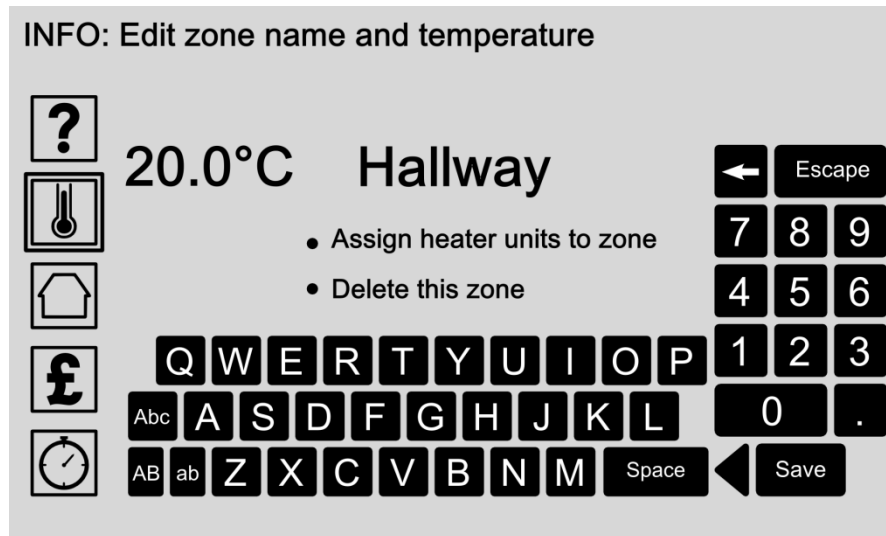 INFO: Edit zone name and temperature
?
20.0°C Hallway
Escape
• Assign heater units to zone
7 8 9
• Delete this zone
4 5 6
Q W E R T Y U I O P
1 2 3
£
Abc A S D F G H J K L
0 .
AB ab Z X C V B N M Space
Save